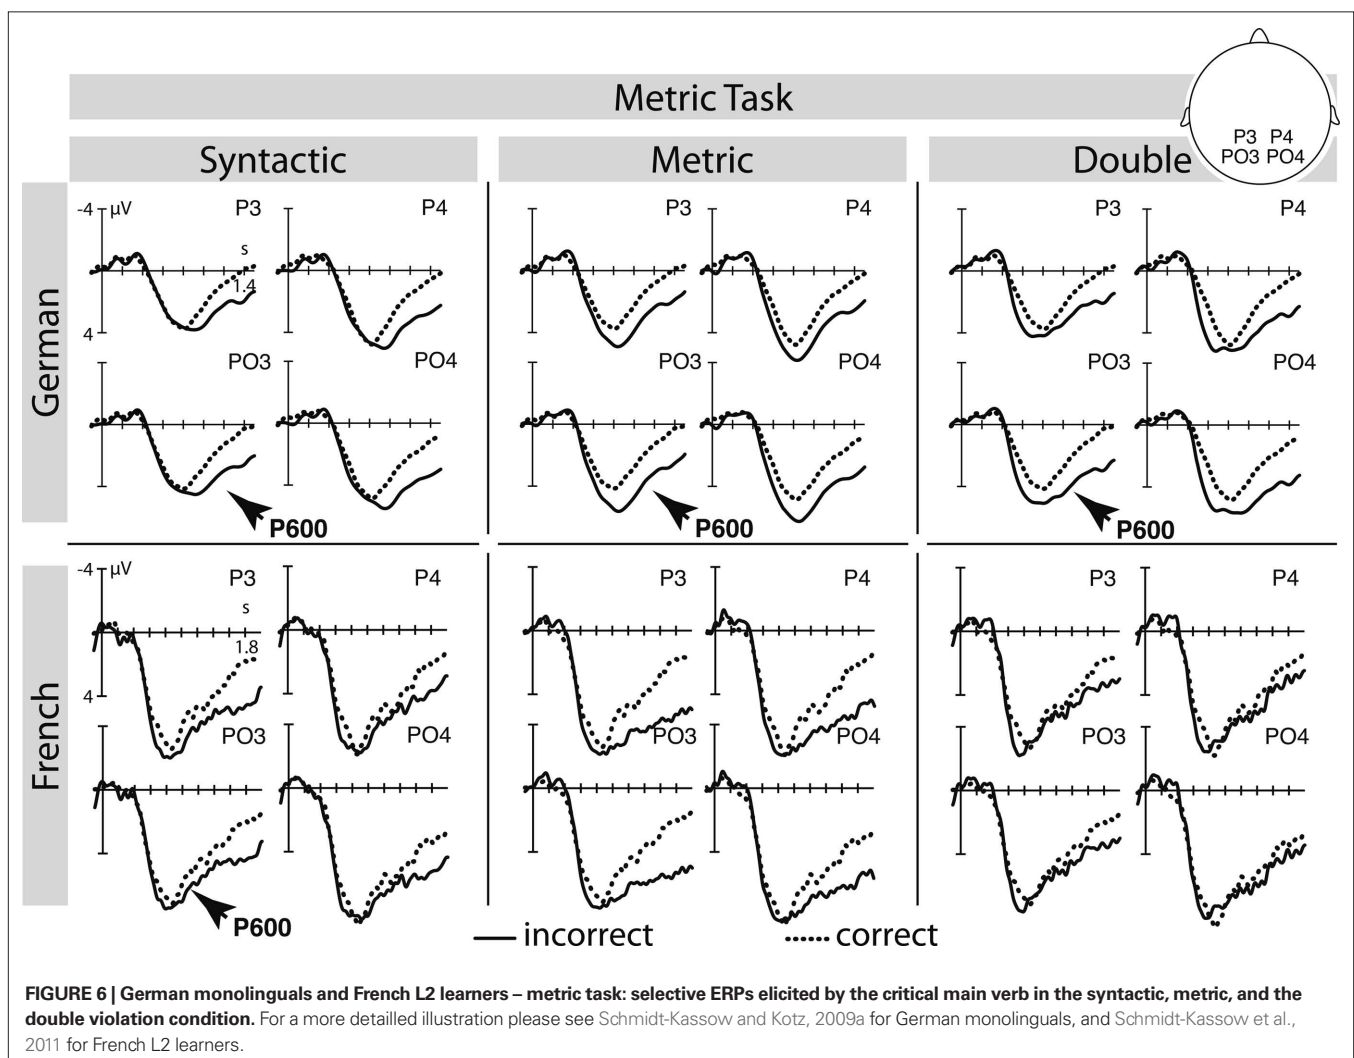 Metric Task
P3 P4
PO3 PO4
Syntactic
Metric
Double
German
-4 µV
P3
P4
P3
P4
P3
P4
s
1.4
4
PO3
PO4
PO3
PO4
PO3
PO4
P600
P600
P600
French
-4 µV
P3
P4
P3
P4
P3
P4
s
1.8
4
PO3
PO4
PO3
PO4
PO3
PO4
P600
incorrect
correct
FIGURE 6 | German monolinguals and French L2 learners – metric task: selective ERPs elicited by the critical main verb in the syntactic, metric, and the
double violation condition. For a more detailled illustration please see Schmidt-Kassow and Kotz, 2009a for German monolinguals, and Schmidt-Kassow et al.,
2011 for French L2 learners.